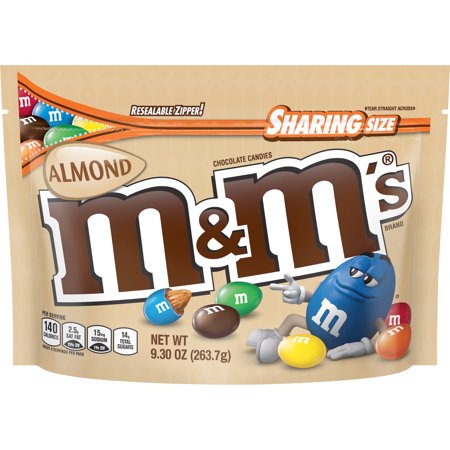 RESEALABLE ZIPPER!
TEAR STRAIGHT ACROSS
SHARING SIZE
ALMOND
CHOCOLATE CANDIES
m&m's®
BRAND
PER SERVING
140 CALORIES
2.5g SAT FAT
15mg SODIUM
14g TOTAL SUGARS
NET WT
9.30 OZ (263.7g)
m
m
m
m
m
m